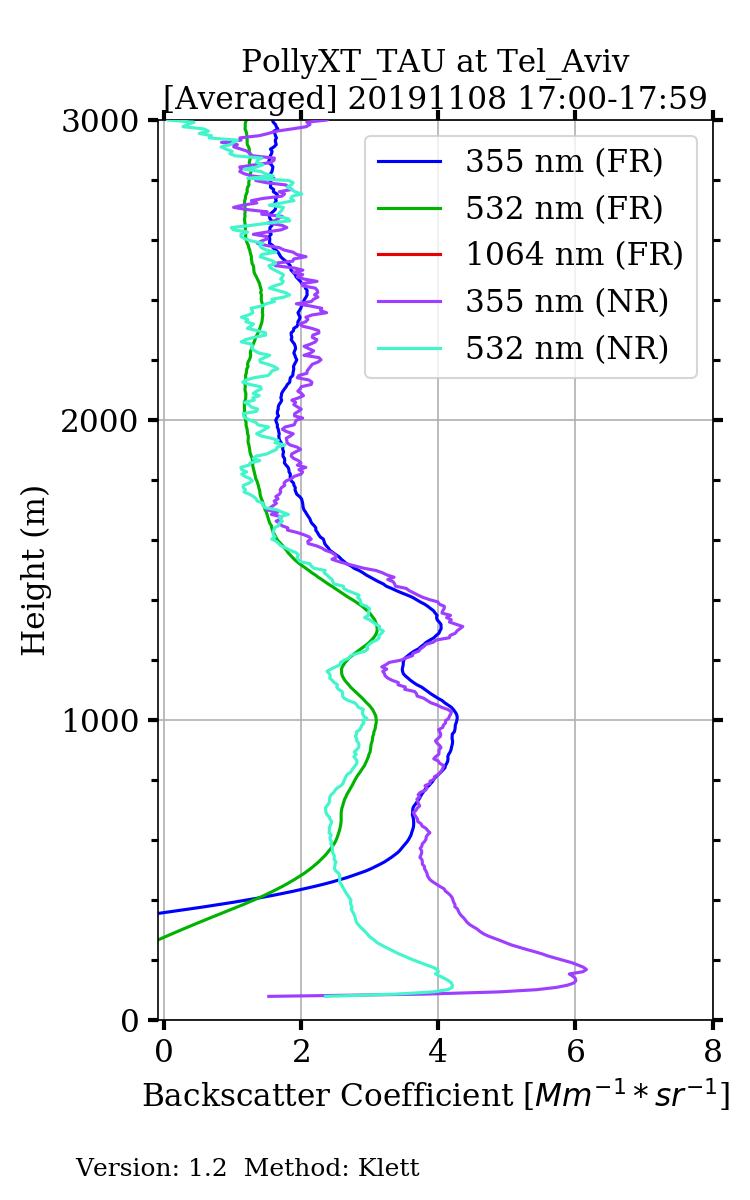 PollyXT_TAU at Tel_Aviv
[Averaged] 20191108 17:00-17:59
3000
355 nm (FR)
532 nm (FR)
1064 nm (FR)
355 nm (NR)
532 nm (NR)
2000
Height (m)
1000
0
0 2 4 6 8
Backscatter Coefficient [Mm⁻¹ * sr⁻¹]
Version: 1.2 Method: Klett